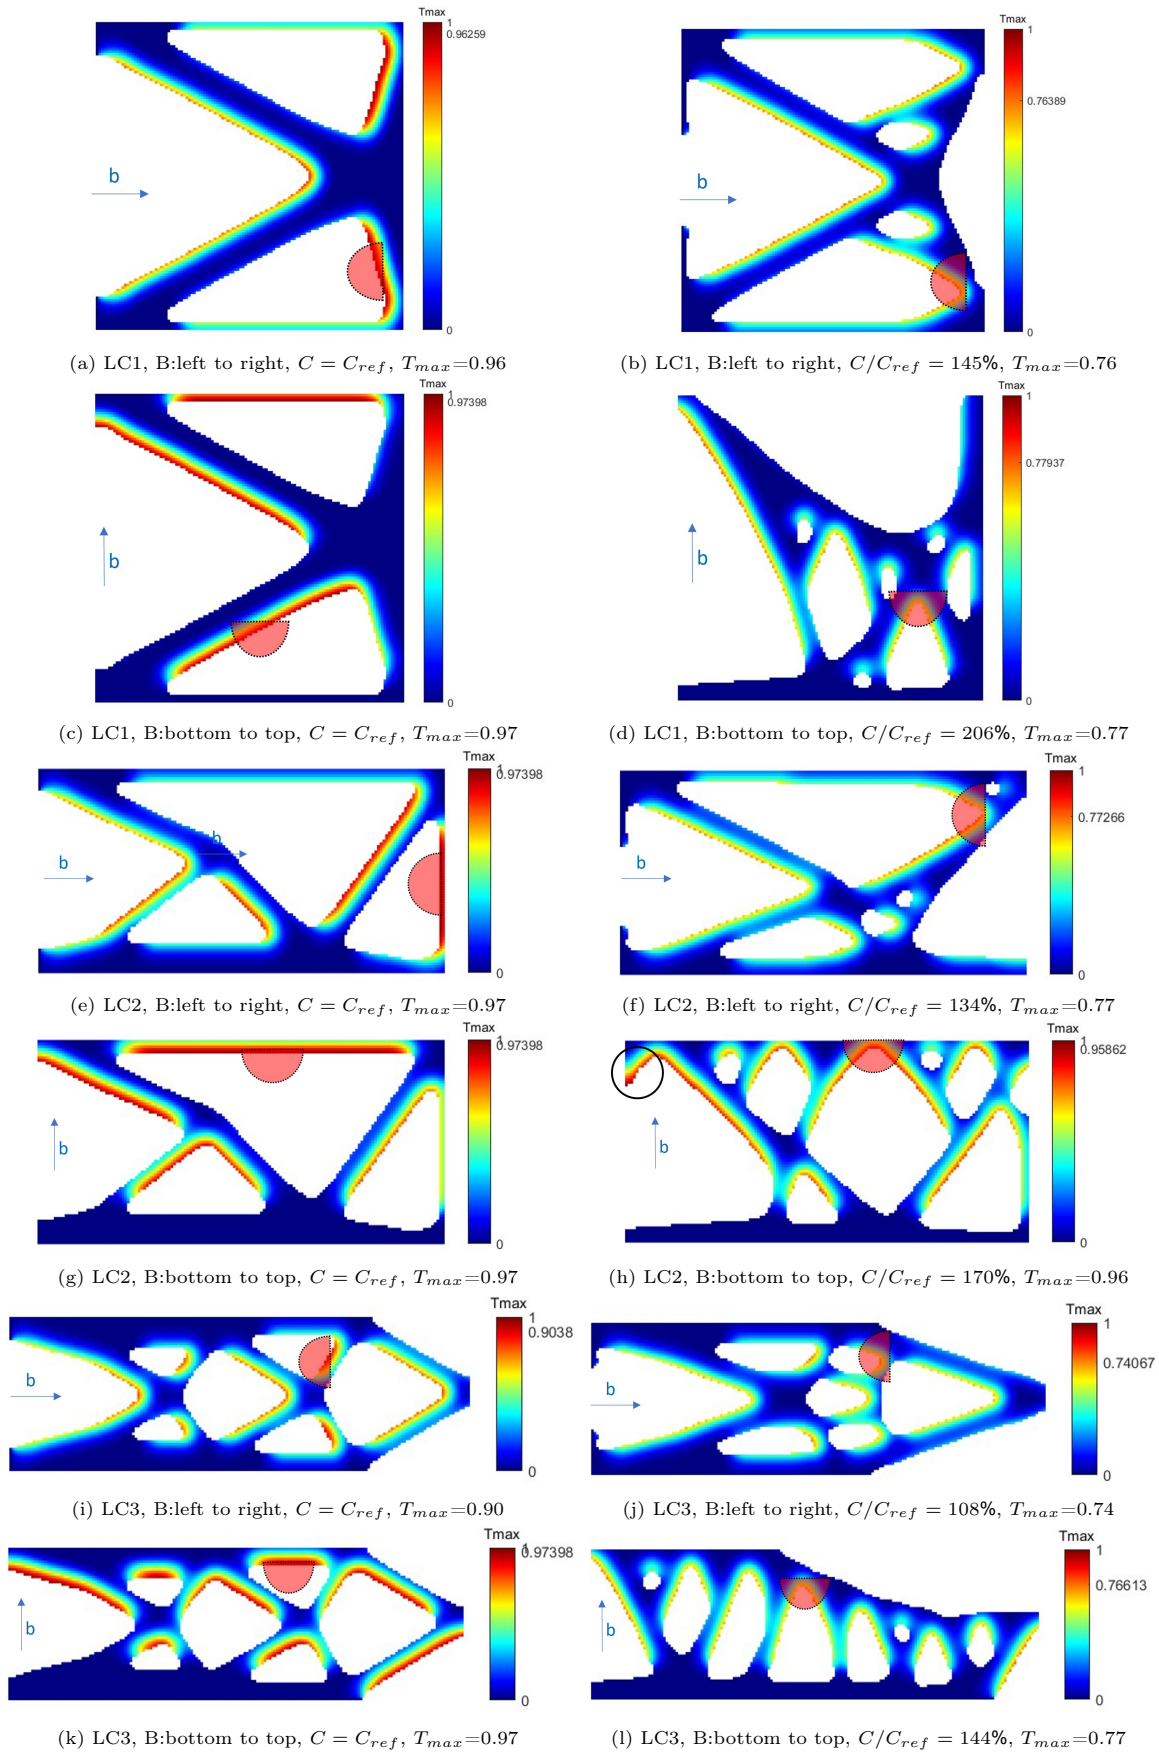 Tmax
1
0.96259
b
0
Tmax
1
0.76389
b
0
(a) LC1, B:left to right, C = C_ref, T_max=0.96
(b) LC1, B:left to right, C/C_ref = 145%, T_max=0.76
Tmax
1
0.97398
b
0
Tmax
1
0.77937
b
0
(c) LC1, B:bottom to top, C = C_ref, T_max=0.97
(d) LC1, B:bottom to top, C/C_ref = 206%, T_max=0.77
Tmax
1
0.97398
b
b
0
Tmax
1
0.77266
b
0
(e) LC2, B:left to right, C = C_ref, T_max=0.97
(f) LC2, B:left to right, C/C_ref = 134%, T_max=0.77
Tmax
1
0.97398
b
0
Tmax
1
0.95862
b
0
(g) LC2, B:bottom to top, C = C_ref, T_max=0.97
(h) LC2, B:bottom to top, C/C_ref = 170%, T_max=0.96
Tmax
1
0.9038
b
0
Tmax
1
0.74067
b
0
(i) LC3, B:left to right, C = C_ref, T_max=0.90
(j) LC3, B:left to right, C/C_ref = 108%, T_max=0.74
Tmax
1
0.97398
b
0
Tmax
1
0.76613
b
0
(k) LC3, B:bottom to top, C = C_ref, T_max=0.97
(l) LC3, B:bottom to top, C/C_ref = 144%, T_max=0.77